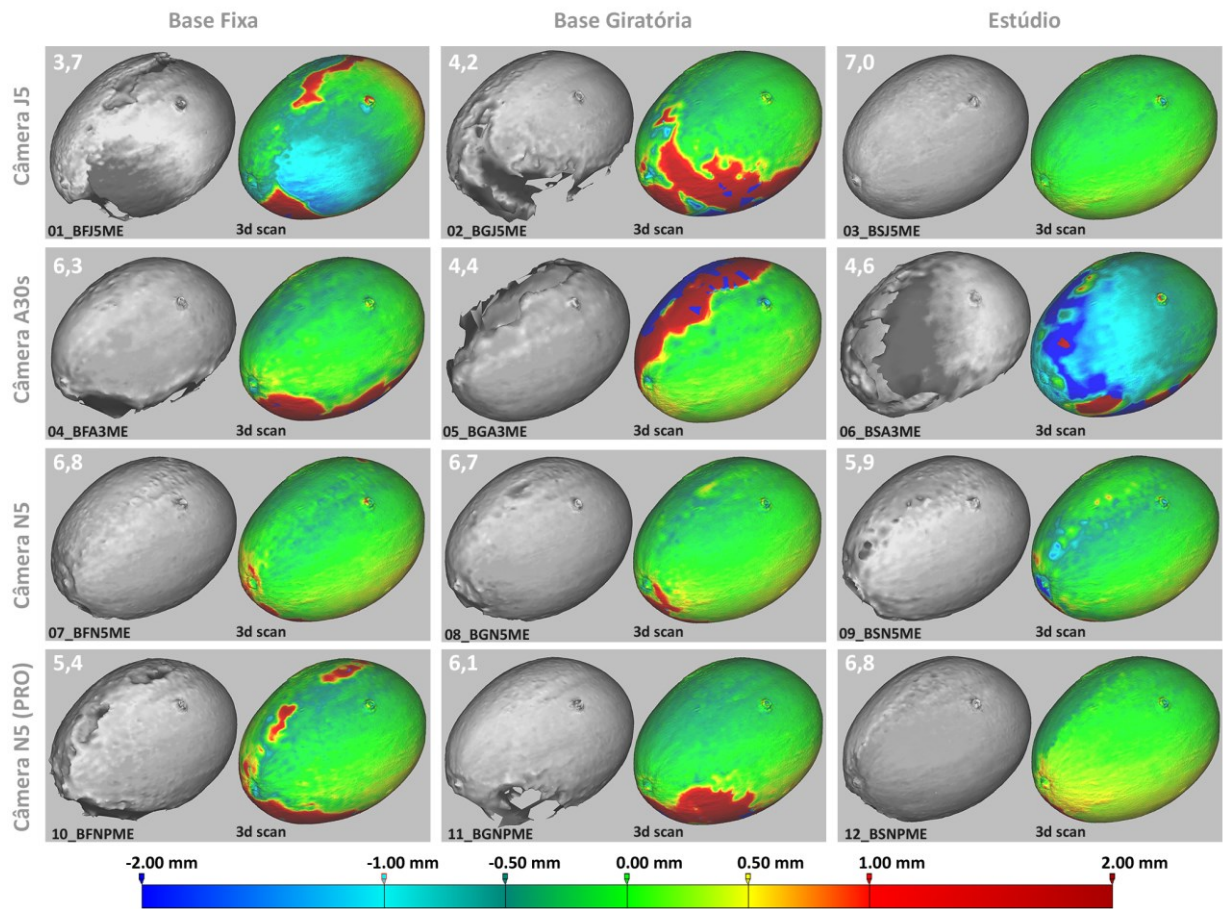 Base Fixa
Base Giratória
Estúdio
Câmera J5
3,7
01_BFJ5ME
3d scan
4,2
02_BGJ5ME
3d scan
7,0
03_BSJ5ME
3d scan
Câmera A30s
6,3
04_BFA3ME
3d scan
4,4
05_BGA3ME
3d scan
4,6
06_BSA3ME
3d scan
Câmera N5
6,8
07_BFN5ME
3d scan
6,7
08_BGN5ME
3d scan
5,9
09_BSN5ME
3d scan
Câmera N5 (PRO)
5,4
10_BFNPME
3d scan
6,1
11_BGNPME
3d scan
6,8
12_BSNPME
3d scan
-2.00 mm -1.00 mm -0.50 mm 0.00 mm 0.50 mm 1.00 mm 2.00 mm